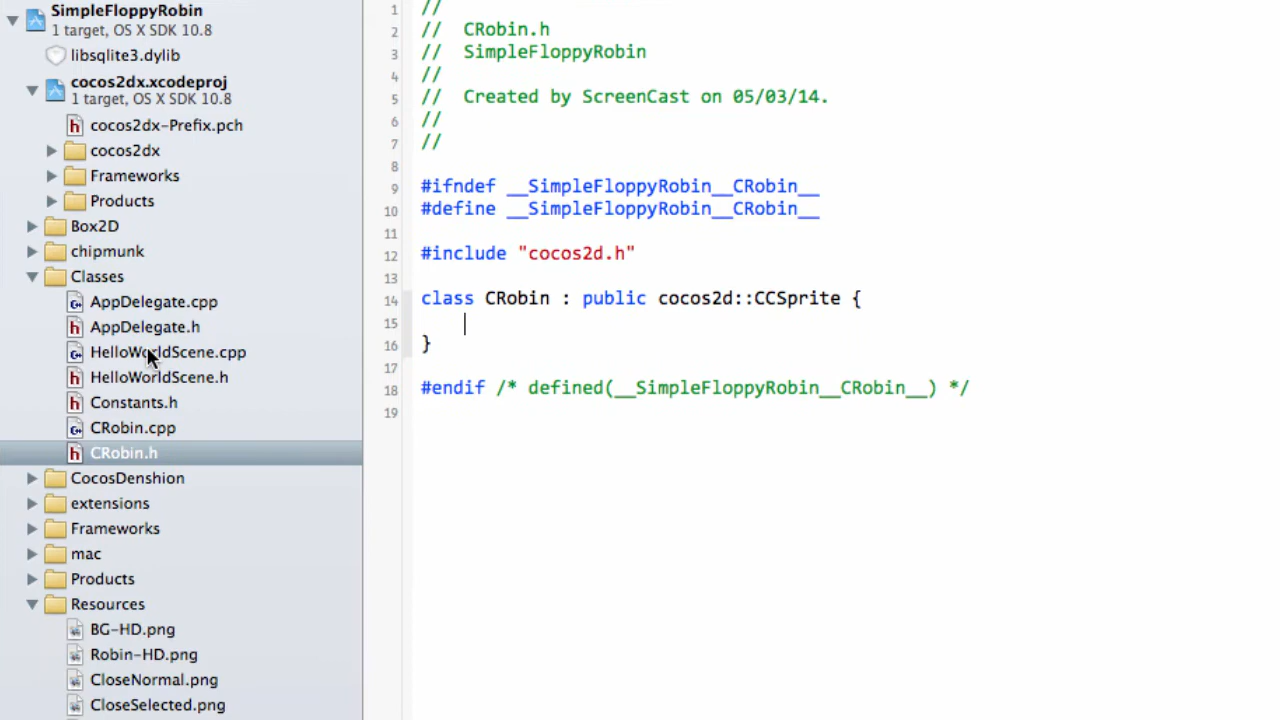 SimpleFloppyRobin
1 target, OS X SDK 10.8
libsqlite3.dylib
cocos2dx.xcodeproj
1 target, OS X SDK 10.8
cocos2dx-Prefix.pch
cocos2dx
Frameworks
Products
Box2D
chipmunk
Classes
AppDelegate.cpp
AppDelegate.h
HelloWorldScene.cpp
HelloWorldScene.h
Constants.h
CRobin.cpp
CRobin.h
CocosDenshion
extensions
Frameworks
mac
Products
Resources
BG-HD.png
Robin-HD.png
CloseNormal.png
CloseSelected.png
1 //
2 // CRobin.h
3 // SimpleFloppyRobin
4 //
5 // Created by ScreenCast on 05/03/14.
6 //
7 //
8
9 #ifndef __SimpleFloppyRobin__CRobin__
10 #define __SimpleFloppyRobin__CRobin__
11
12 #include "cocos2d.h"
13
14 class CRobin : public cocos2d::CCSprite {
15
16 }
17
18 #endif /* defined(__SimpleFloppyRobin__CRobin__) */
19